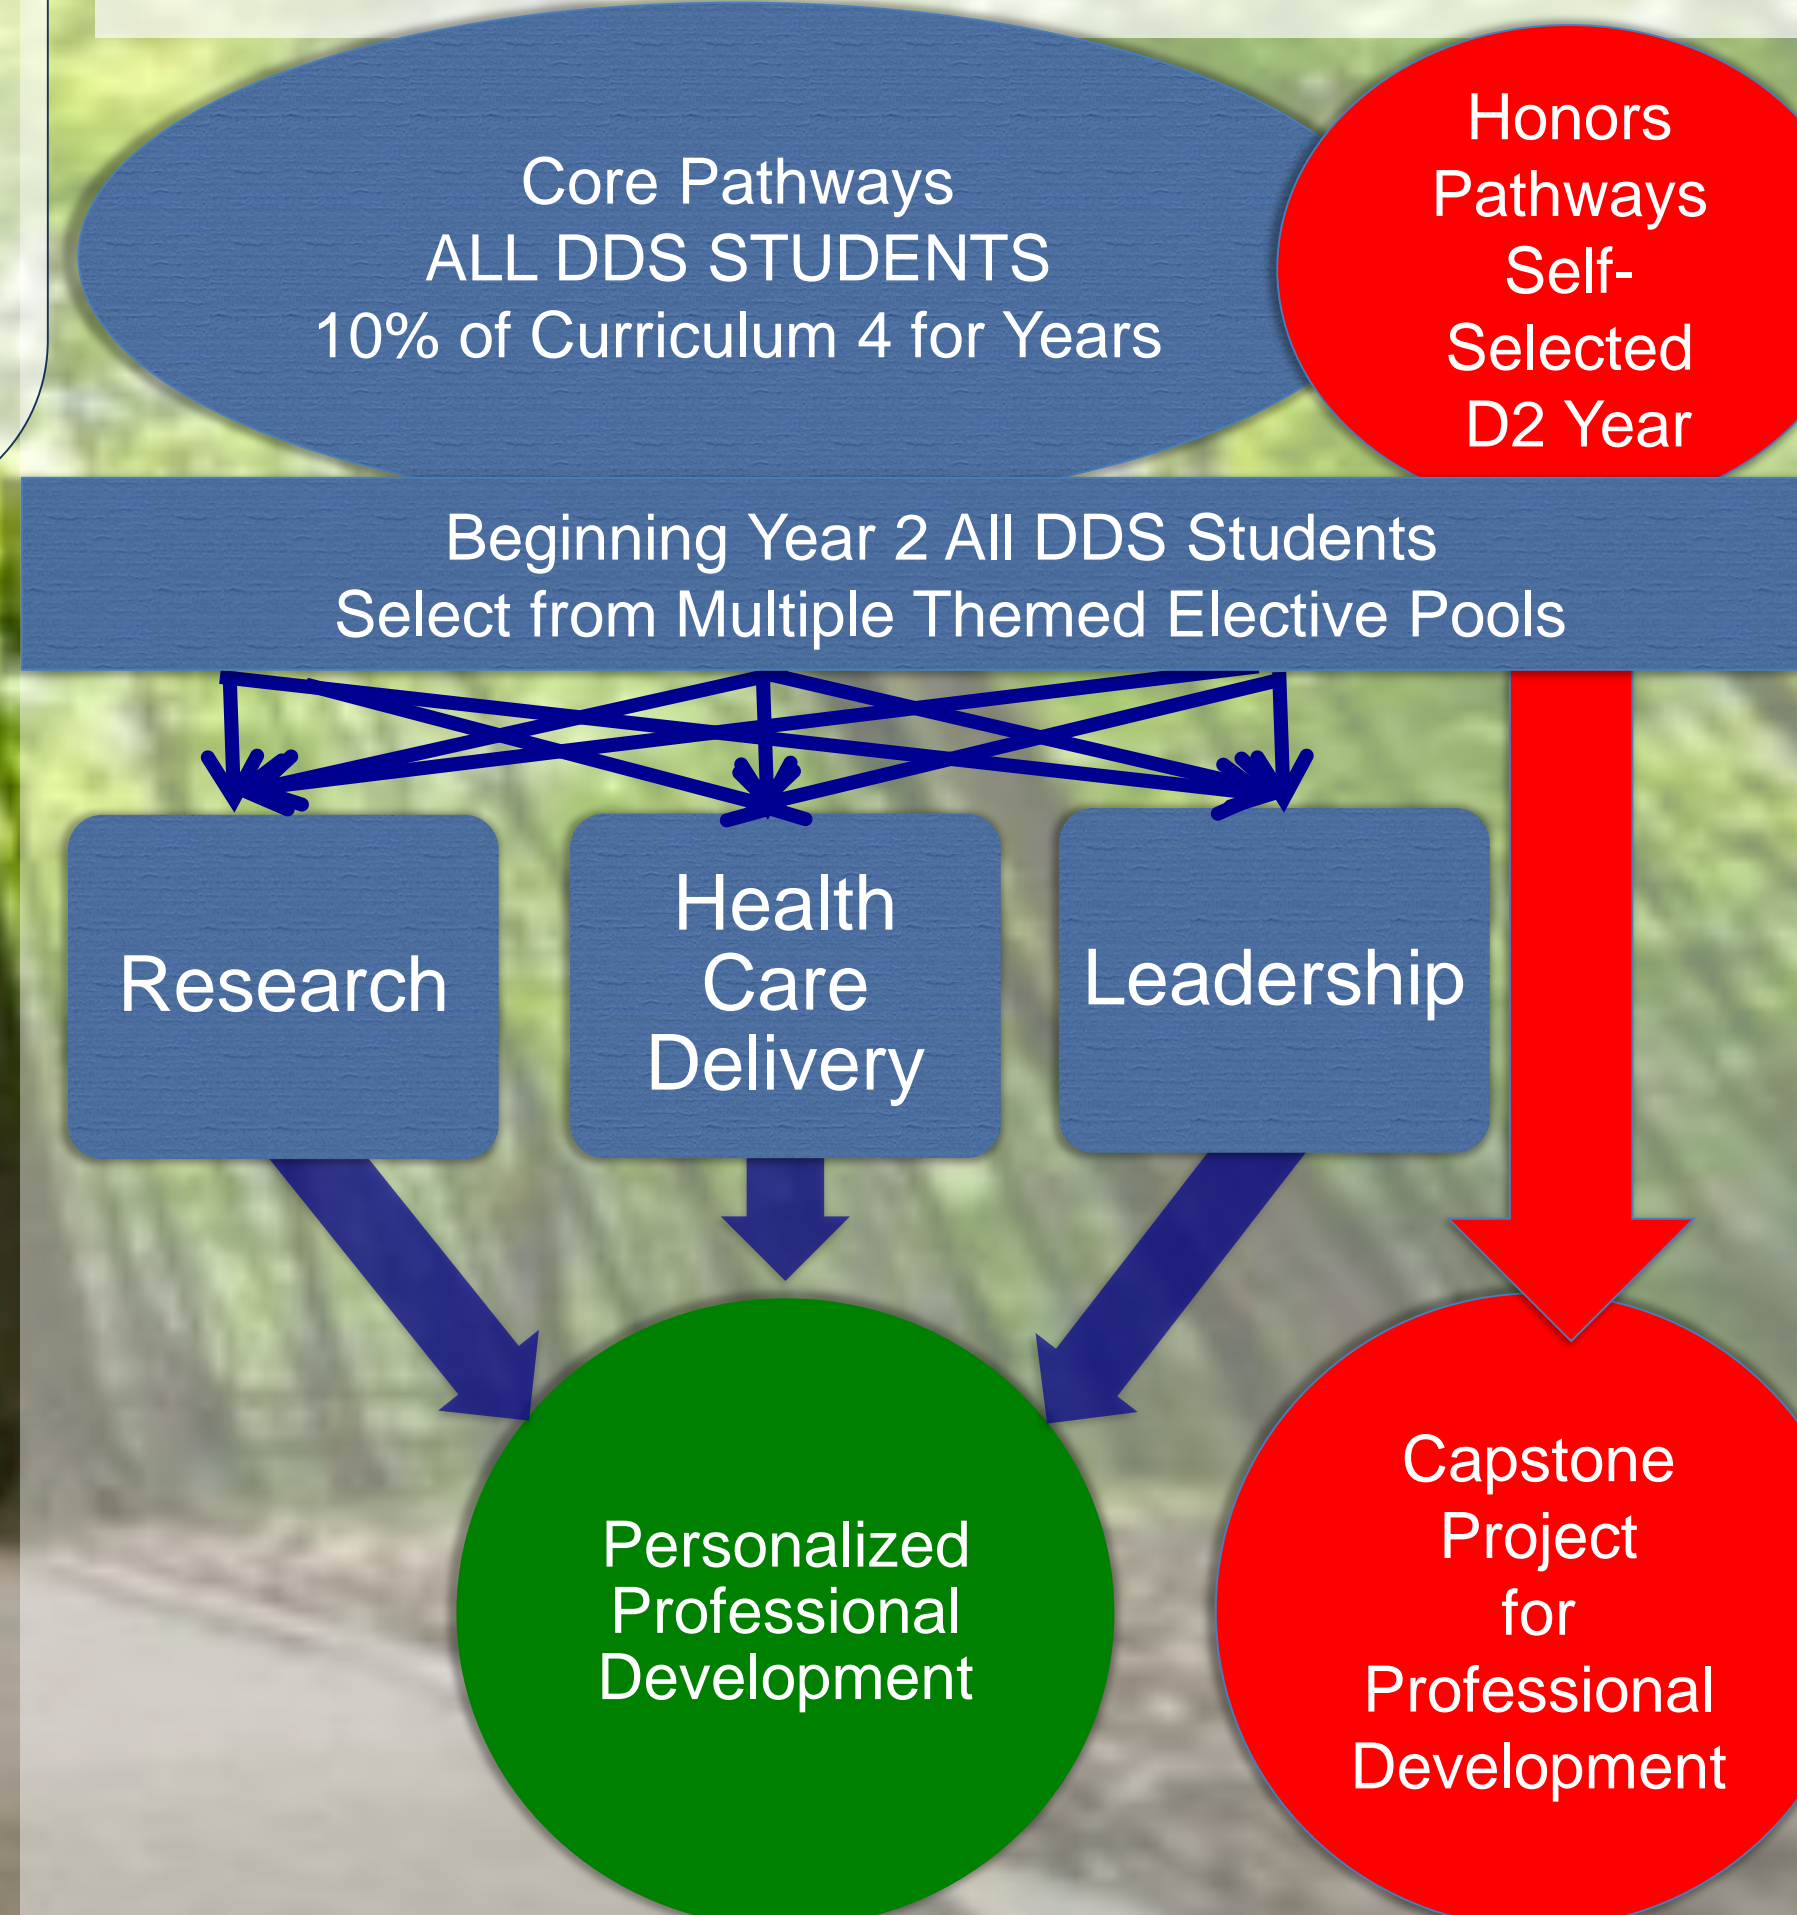 Core Pathways
ALL DDS STUDENTS
10% of Curriculum 4 for Years
Honors
Pathways
Self-
Selected
D2 Year
Beginning Year 2 All DDS Students
Select from Multiple Themed Elective Pools
Research
Health
Care
Delivery
Leadership
Personalized
Professional
Development
Capstone
Project
for
Professional
Development